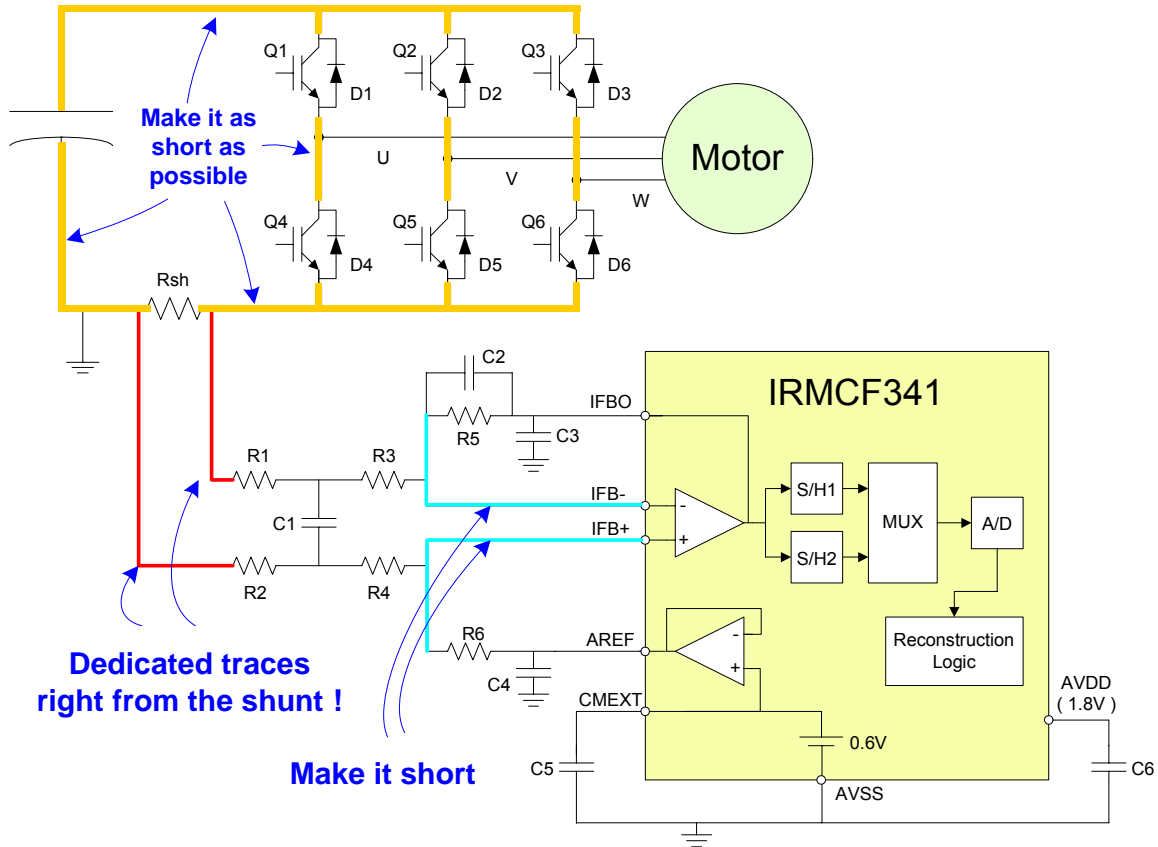 Q1
Q2
Q3
D1
D2
D3
Make it as
short as
possible
U
V
W
Motor
Q4
Q5
Q6
D4
D5
D6
Rsh
C2
IFBO
IRMCF341
R5
C3
R1
R3
C1
IFB-
IFB+
-
+
S/H1
S/H2
MUX
A/D
R2
R4
R6
AREF
-
+
Reconstruction
Logic
C4
Dedicated traces
right from the shunt !
CMEXT
AVDD
( 1.8V )
0.6V
Make it short
C5
AVSS
C6